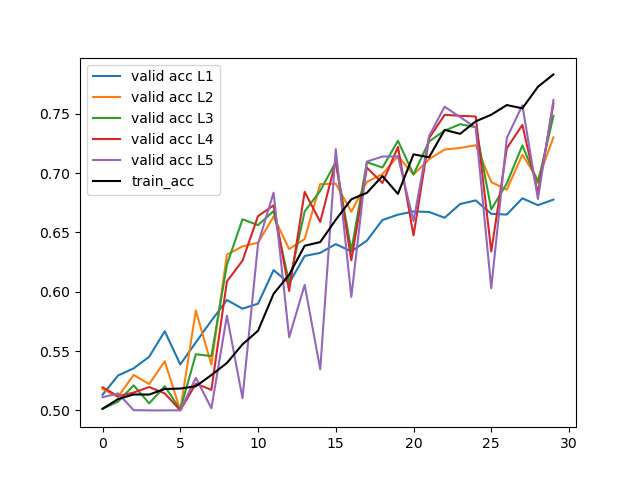 valid acc L1
valid acc L2
valid acc L3
valid acc L4
valid acc L5
train_acc
0.75
0.70
0.65
0.60
0.55
0.50
0 5 10 15 20 25 30